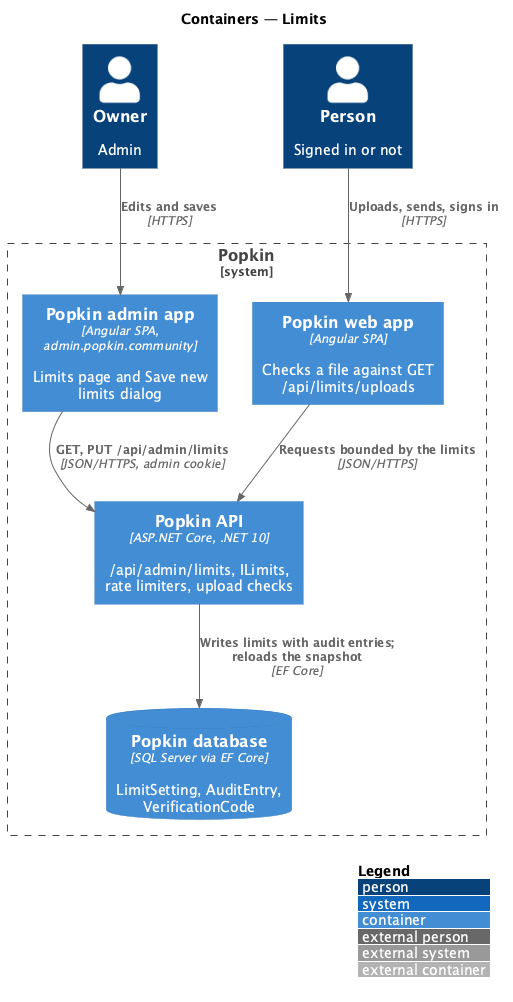 Containers — Limits
Owner
Admin
Person
Signed in or not
Edits and saves
[HTTPS]
Uploads, sends, signs in
[HTTPS]
Popkin
[system]
Popkin admin app
[Angular SPA,
admin.popkin.community]
Limits page and Save new
limits dialog
Popkin web app
[Angular SPA]
Checks a file against GET
/api/limits/uploads
GET, PUT /api/admin/limits
[JSON/HTTPS, admin cookie]
Requests bounded by the limits
[JSON/HTTPS]
Popkin API
[ASP.NET Core, .NET 10]
/api/admin/limits, ILimits,
rate limiters, upload checks
Writes limits with audit entries;
reloads the snapshot
[EF Core]
Popkin database
[SQL Server via EF Core]
LimitSetting, AuditEntry,
VerificationCode
Legend
person
system
container
external person
external system
external container